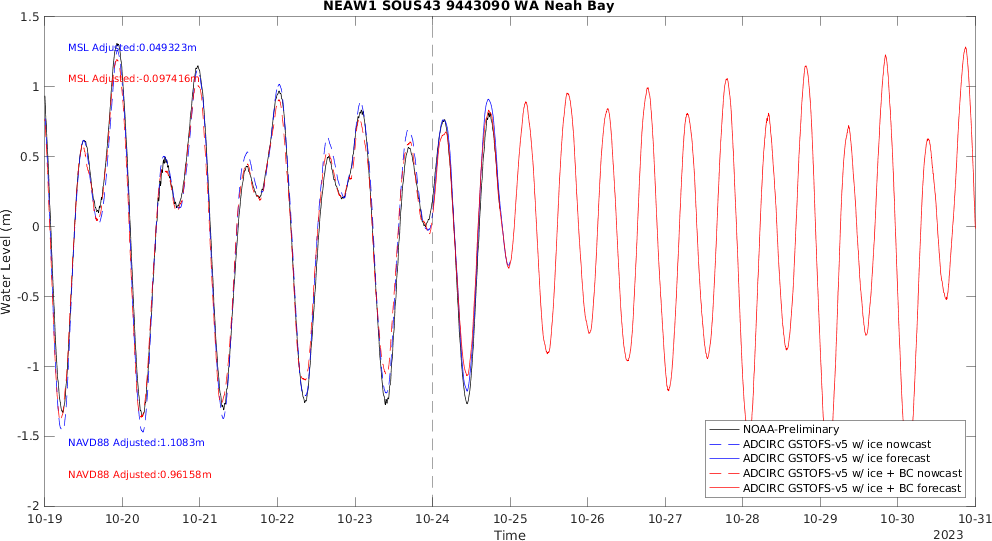 NEAW1 SOUS43 9443090 WA Neah Bay
MSL Adjusted:0.049323m
MSL Adjusted:-0.097416m
NAVD88 Adjusted:1.1083m
NAVD88 Adjusted:0.96158m
Water Level (m)
1.5
1
0.5
0
-0.5
-1
-1.5
-2
NOAA-Preliminary
ADCIRC GSTOFS-v5 w/ ice nowcast
ADCIRC GSTOFS-v5 w/ ice forecast
ADCIRC GSTOFS-v5 w/ ice + BC nowcast
ADCIRC GSTOFS-v5 w/ ice + BC forecast
10-19 10-20 10-21 10-22 10-23 10-24 10-25 10-26 10-27 10-28 10-29 10-30 10-31
Time
2023